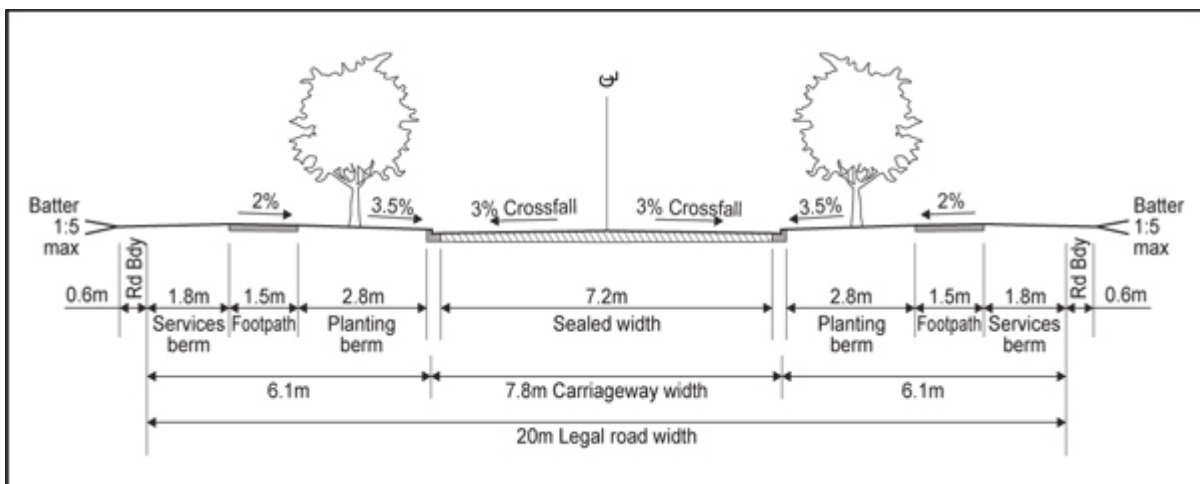 ℄
2%
3.5%
3% Crossfall
3% Crossfall
3.5%
2%
Batter
1:5
max
Batter
1:5
max
0.6m
Rd Bdy
1.8m
Services
berm
1.5m
Footpath
2.8m
Planting
berm
7.2m
Sealed width
2.8m
Planting
berm
1.5m
Footpath
1.8m
Services
berm
Rd Bdy
0.6m
6.1m
7.8m Carriageway width
6.1m
20m Legal road width